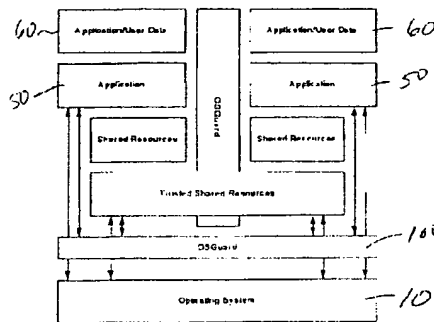 60 Application/User Data Application/User Data 60
50 Application Application 50
OSGuard
Shared Resources Shared Resources
Trusted Shared Resources
OSGuard 100
Operating System 10